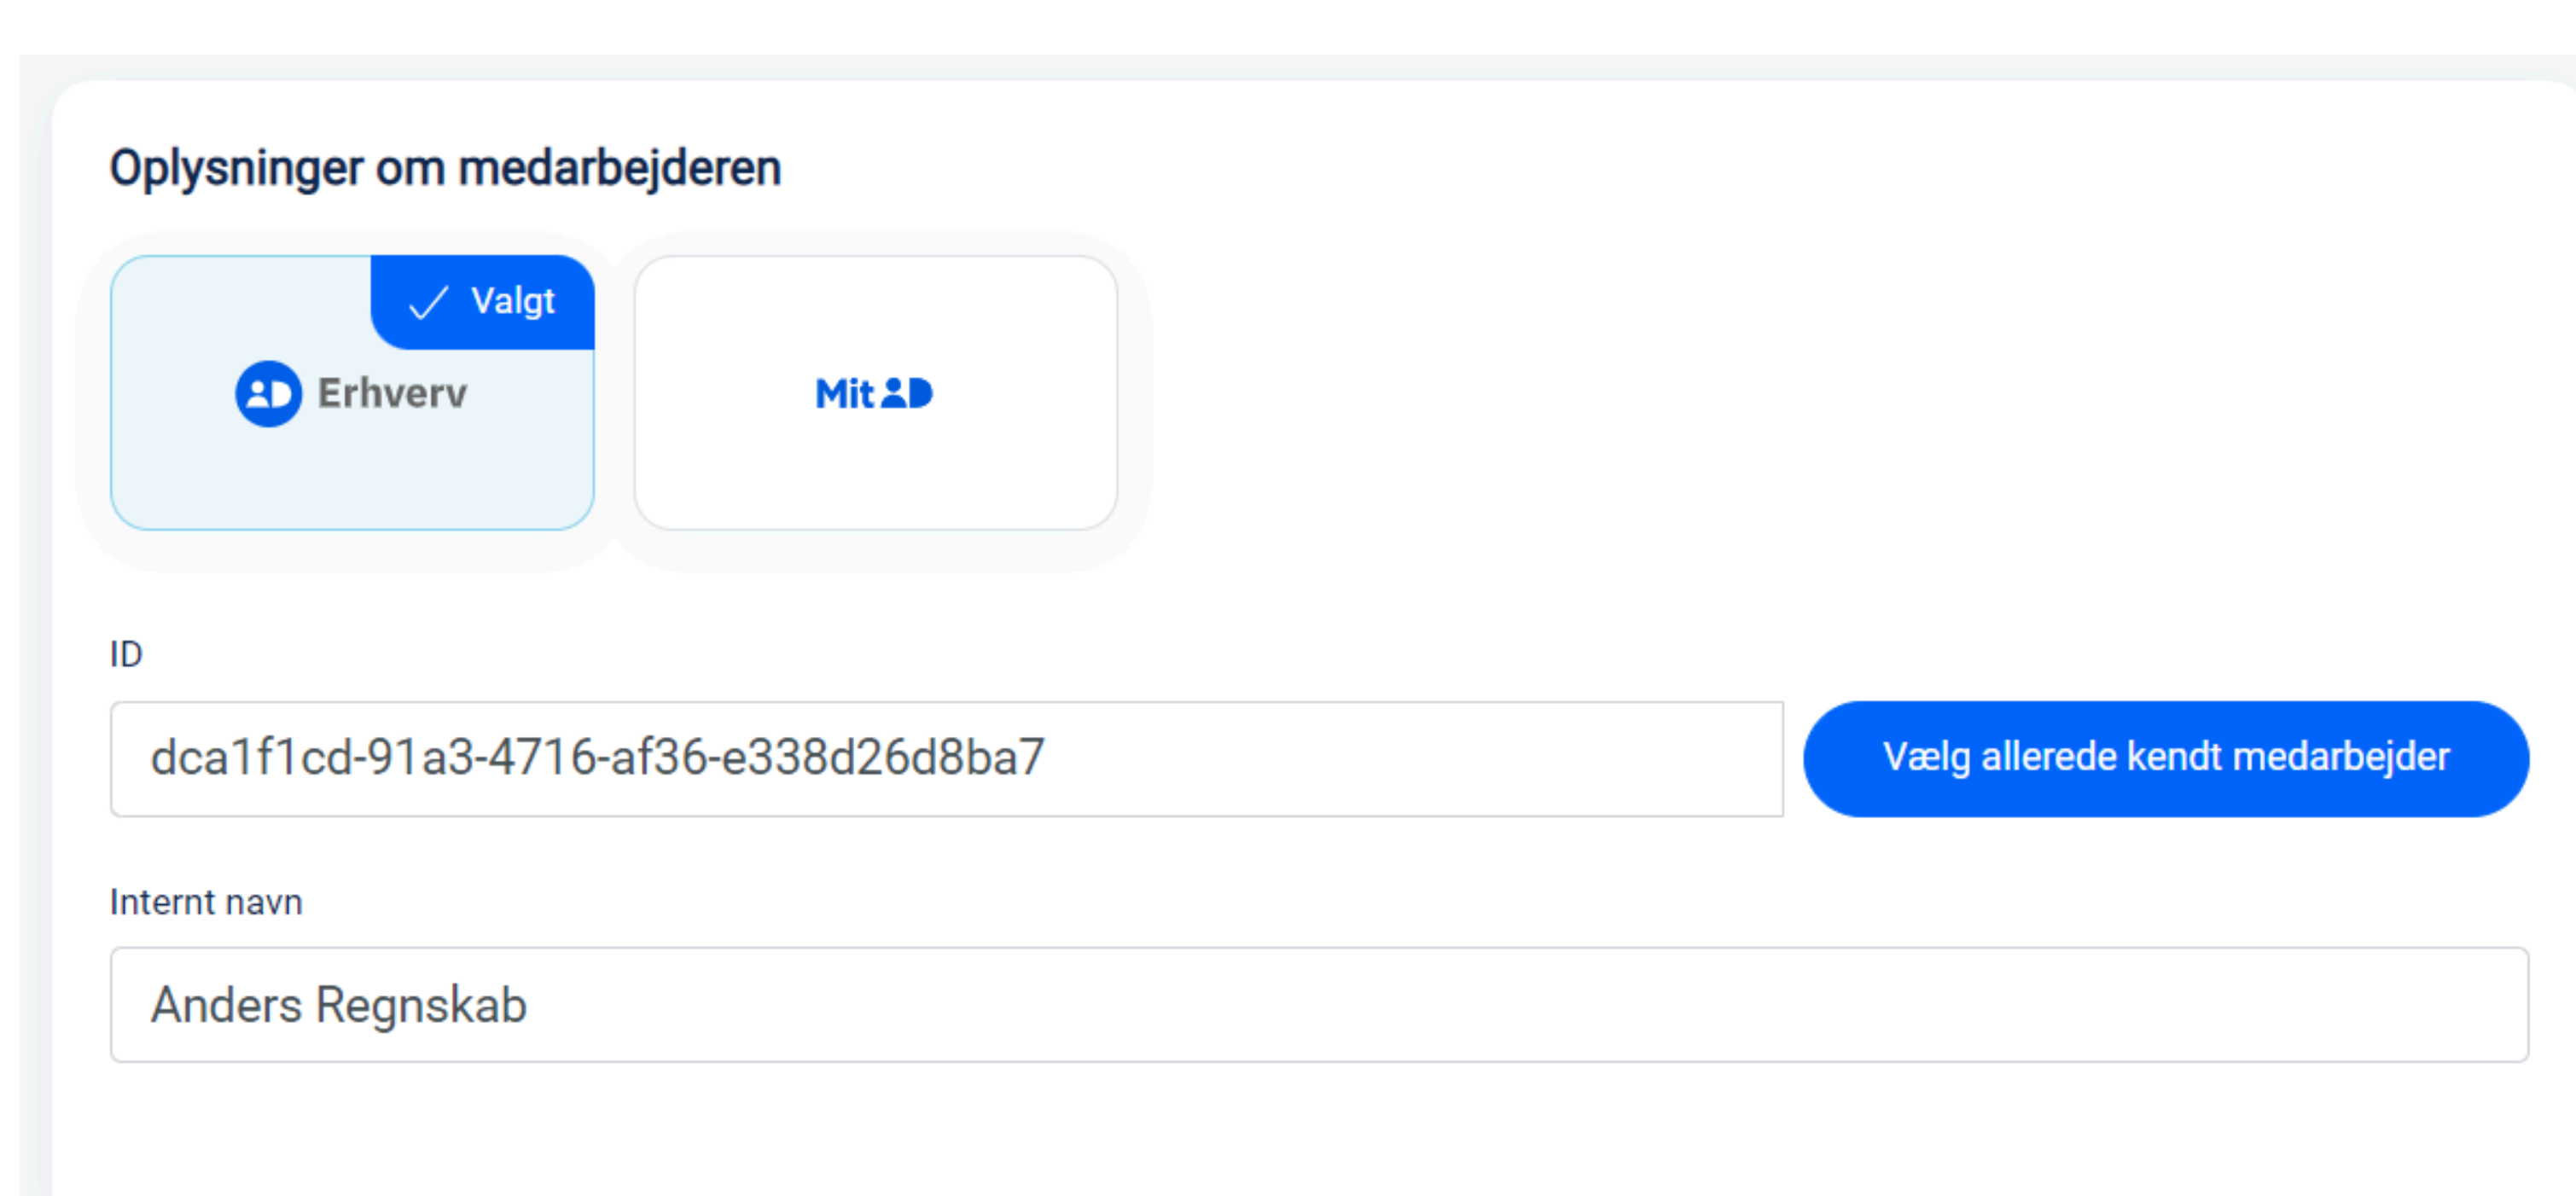 Oplysninger om medarbejderen
Valgt
Erhverv
Mit
ID
dca1f1cd-91a3-4716-af36-e338d26d8ba7
Vælg allerede kendt medarbejder
Internt navn
Anders Regnskab